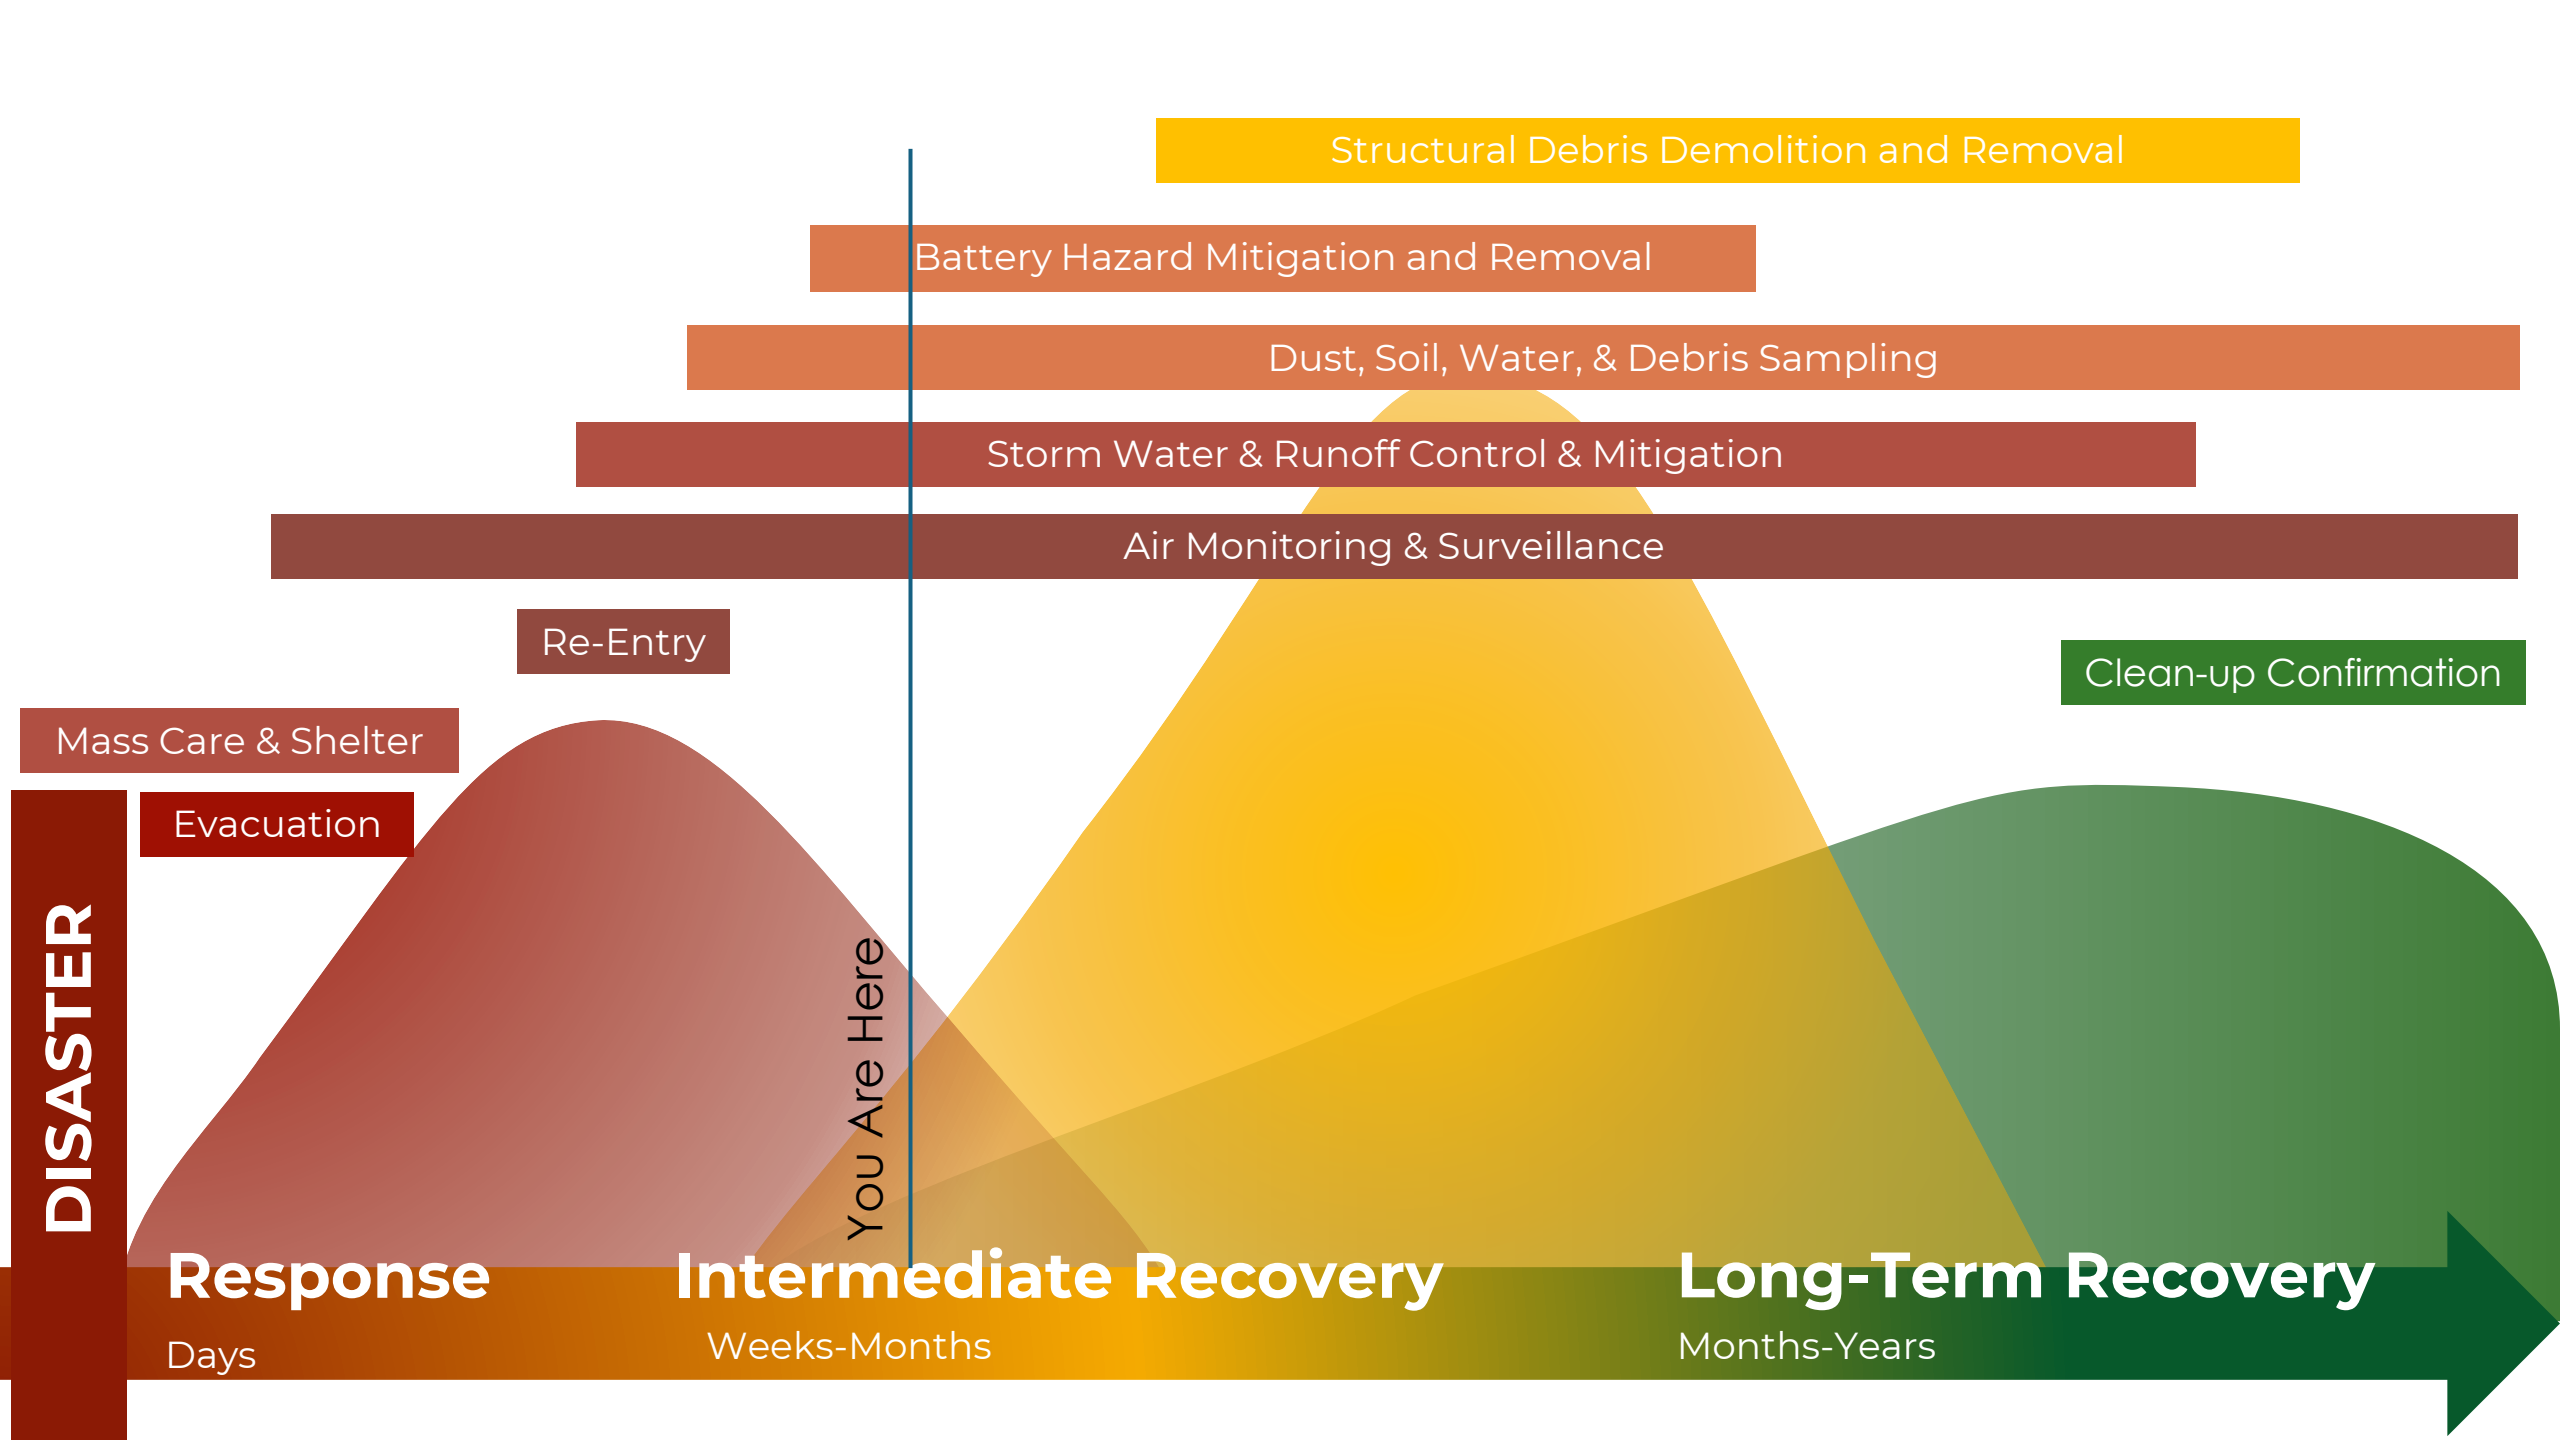 Structural Debris Demolition and Removal
Battery Hazard Mitigation and Removal
Dust, Soil, Water, & Debris Sampling
Storm Water & Runoff Control & Mitigation
Air Monitoring & Surveillance
Re-Entry
Clean-up Confirmation
Mass Care & Shelter
Evacuation
DISASTER
You Are Here
Response
Days
Intermediate Recovery
Weeks-Months
Long-Term Recovery
Months-Years